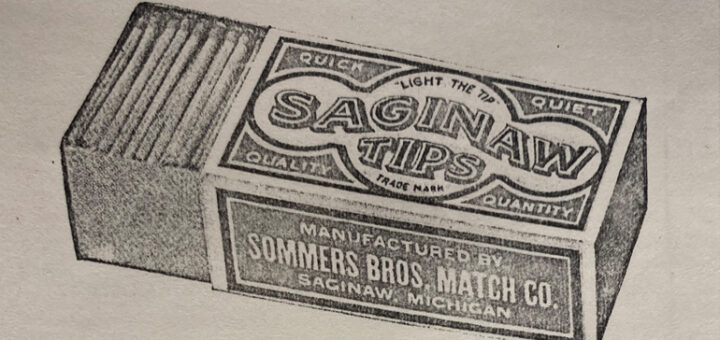 QUICK
"LIGHT THE TIP"
QUIET
SAGINAW
TIPS
TRADE MARK
QUALITY
QUANTITY
MANUFACTURED BY
SOMMERS BROS. MATCH CO.
SAGINAW, MICHIGAN